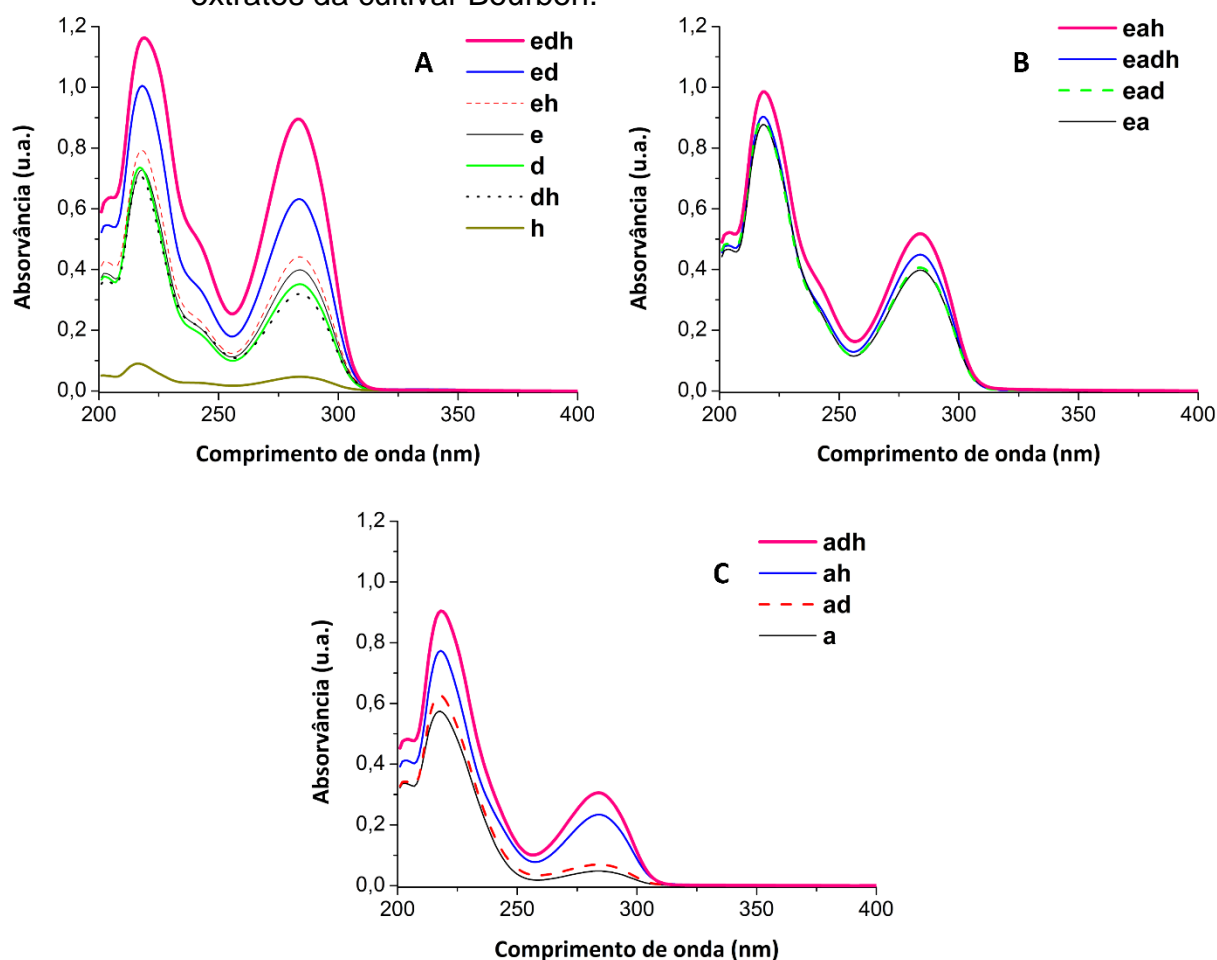 extratos da cultivar Bourbon.
A
edh
ed
eh
e
d
dh
h
1,2
1,0
0,8
0,6
0,4
0,2
0,0
200
250
300
350
400
Absorvância (u.a.)
Comprimento de onda (nm)
B
eah
eadh
ead
ea
1,2
1,0
0,8
0,6
0,4
0,2
0,0
200
250
300
350
400
Absorvância (u.a.)
Comprimento de onda (nm)
C
adh
ah
ad
a
1,2
1,0
0,8
0,6
0,4
0,2
0,0
200
250
300
350
400
Absorvância (u.a.)
Comprimento de onda (nm)